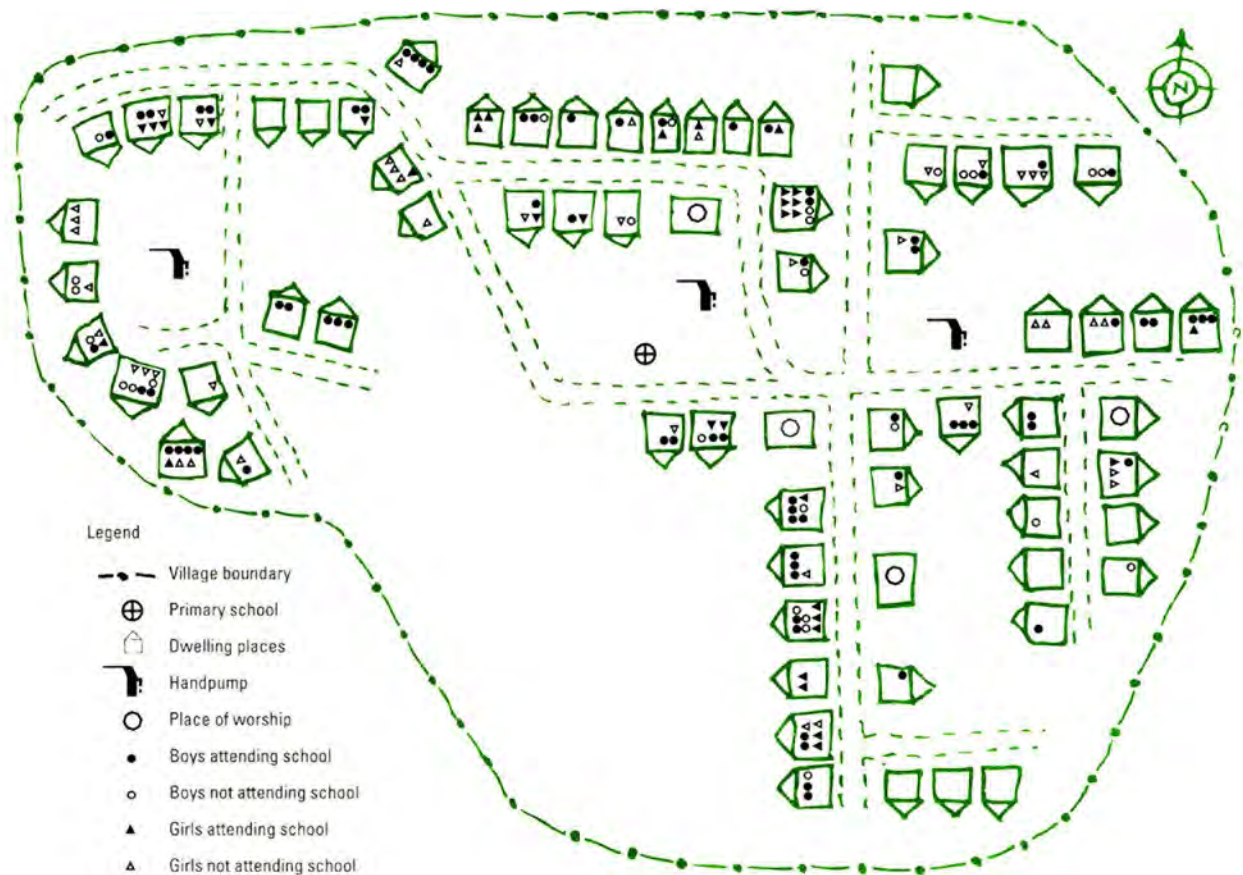 N
Legend
Village boundary
Primary school
Dwelling places
Handpump
Place of worship
Boys attending school
Boys not attending school
Girls attending school
Girls not attending school